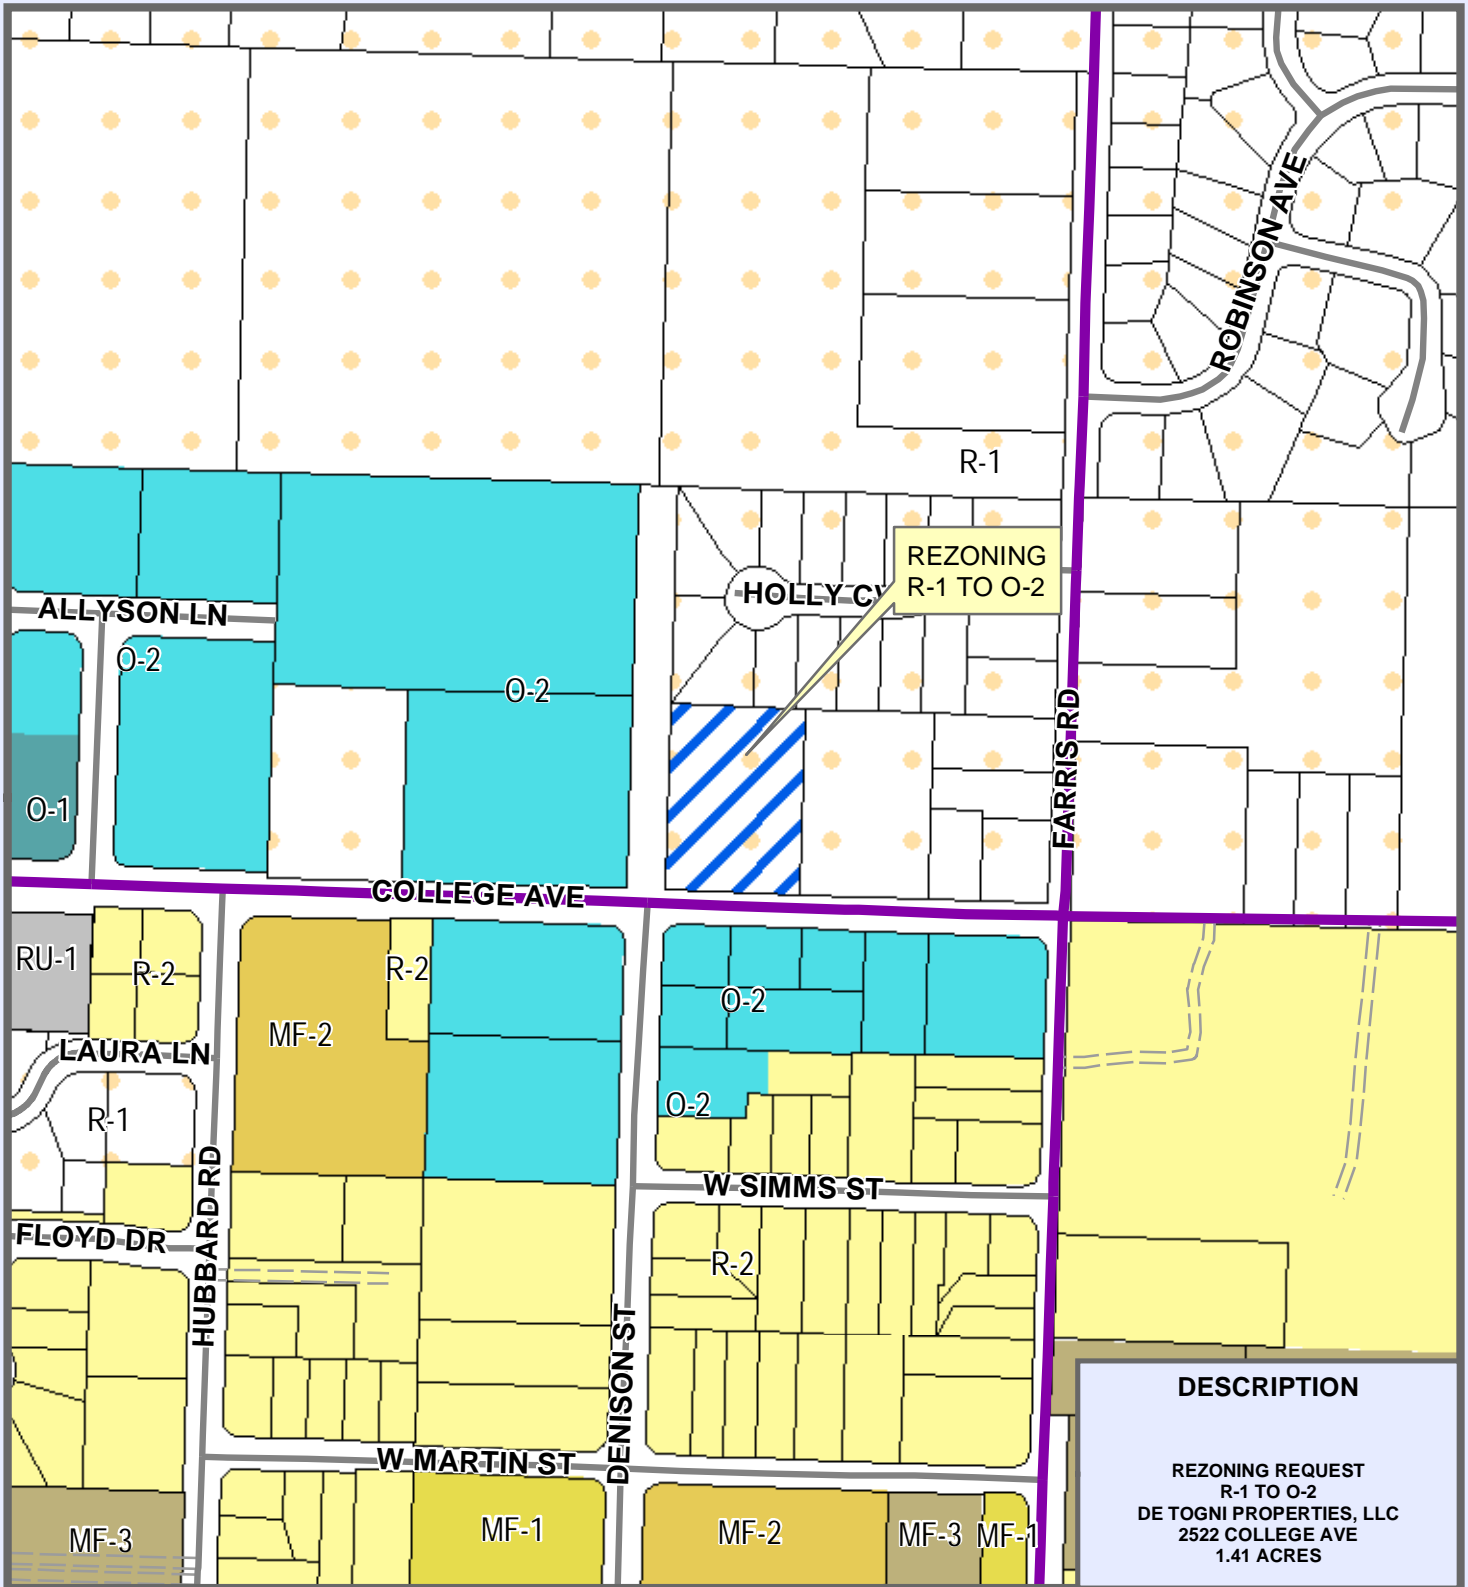 ROBINSON AVE
R-1
REZONING
R-1 TO O-2
HOLLY CV
ALLYSON LN
O-2
O-2
FARRIS RD
O-1
COLLEGE AVE
RU-1
R-2
R-2
O-2
MF-2
LAURA LN
O-2
R-1
HUBBARD RD
W SIMMS ST
FLOYD DR
R-2
DENISON ST
W MARTIN ST
MF-3
MF-1
MF-2
MF-3
MF-1
DESCRIPTION
REZONING REQUEST
R-1 TO O-2
DE TOGNI PROPERTIES, LLC
2522 COLLEGE AVE
1.41 ACRES